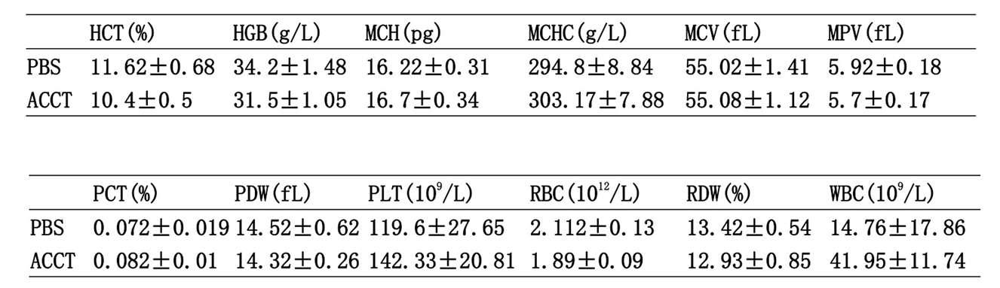 HCT(%) HGB(g/L) MCH(pg) MCHC(g/L) MCV(fL) MPV(fL)
PBS 11.62±0.68 34.2±1.48 16.22±0.31 294.8±8.84 55.02±1.41 5.92±0.18
ACCT 10.4±0.5 31.5±1.05 16.7±0.34 303.17±7.88 55.08±1.12 5.7±0.17
PCT(%) PDW(fL) PLT(10⁹/L) RBC(10¹²/L) RDW(%) WBC(10⁹/L)
PBS 0.072±0.019 14.52±0.62 119.6±27.65 2.112±0.13 13.42±0.54 14.76±17.86
ACCT 0.082±0.01 14.32±0.26 142.33±20.81 1.89±0.09 12.93±0.85 41.95±11.74